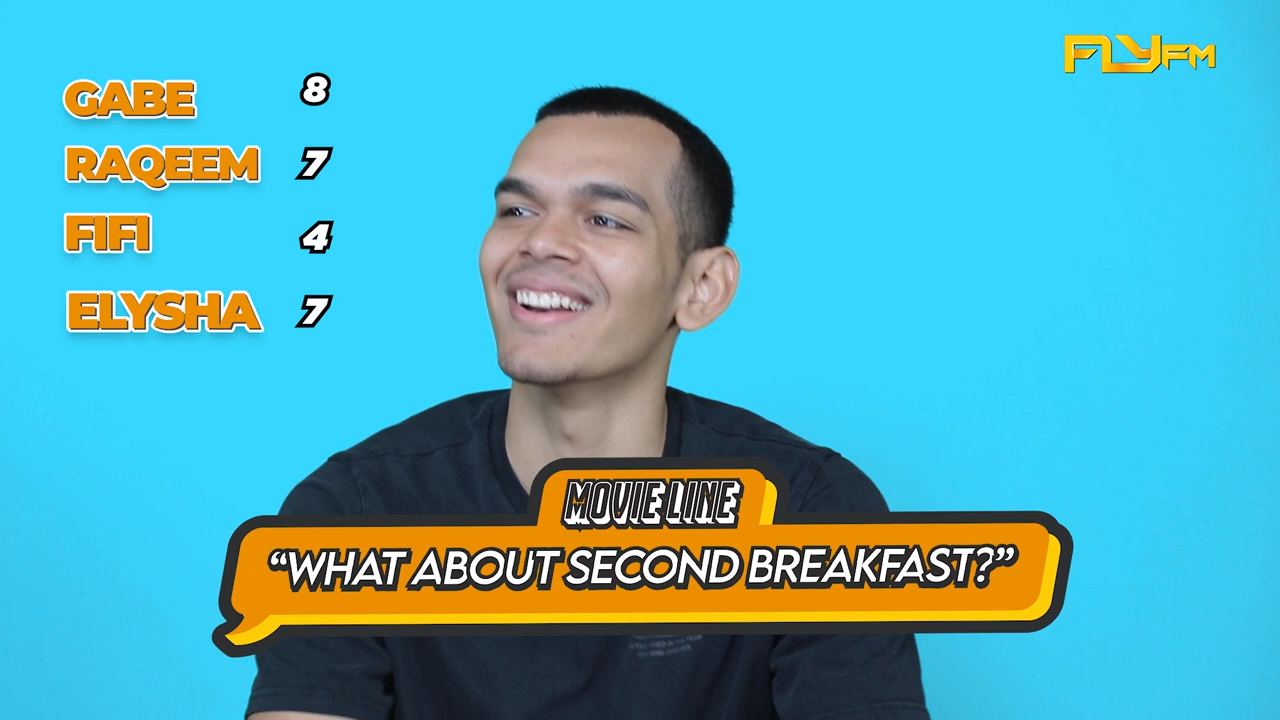 FLYFM
GABE 8
RAQEEM 7
FIFI 4
ELYSHA 7
MOVIE LINE
“WHAT ABOUT SECOND BREAKFAST?”